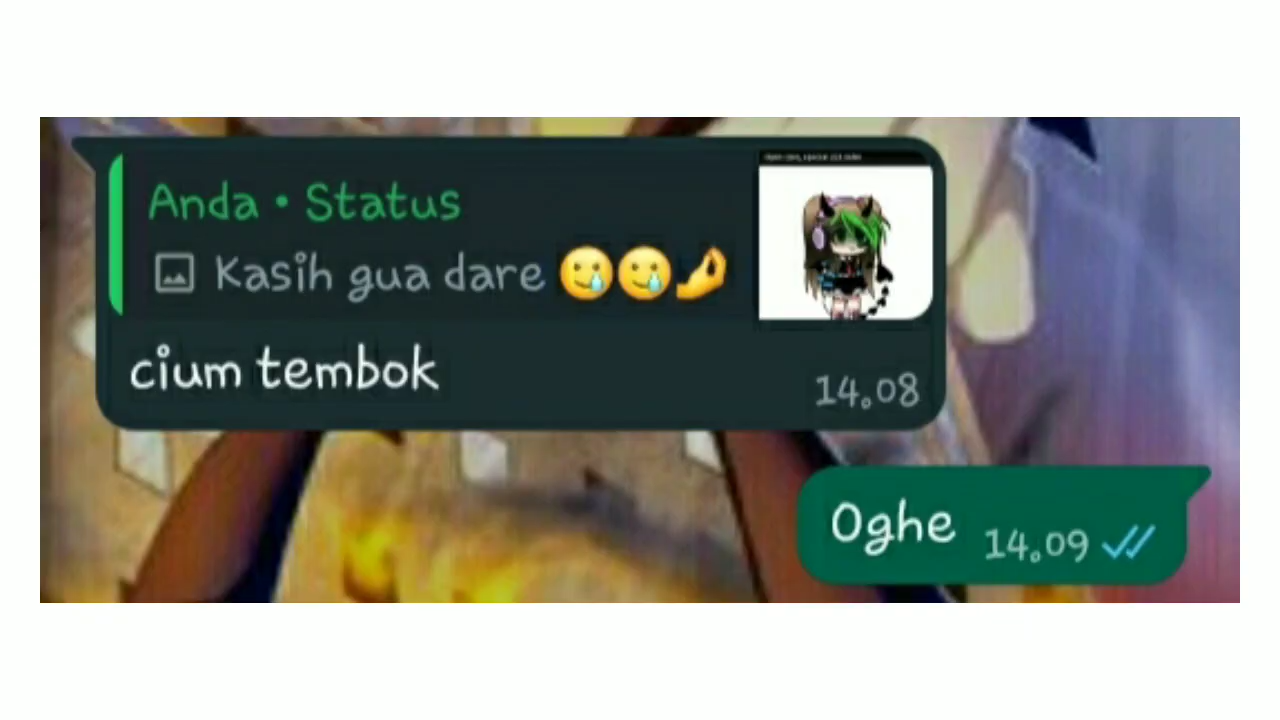 Anda • Status
Kasih gua dare 🥲🥲🤌
cium tembok
14.08
Oghe
14.09